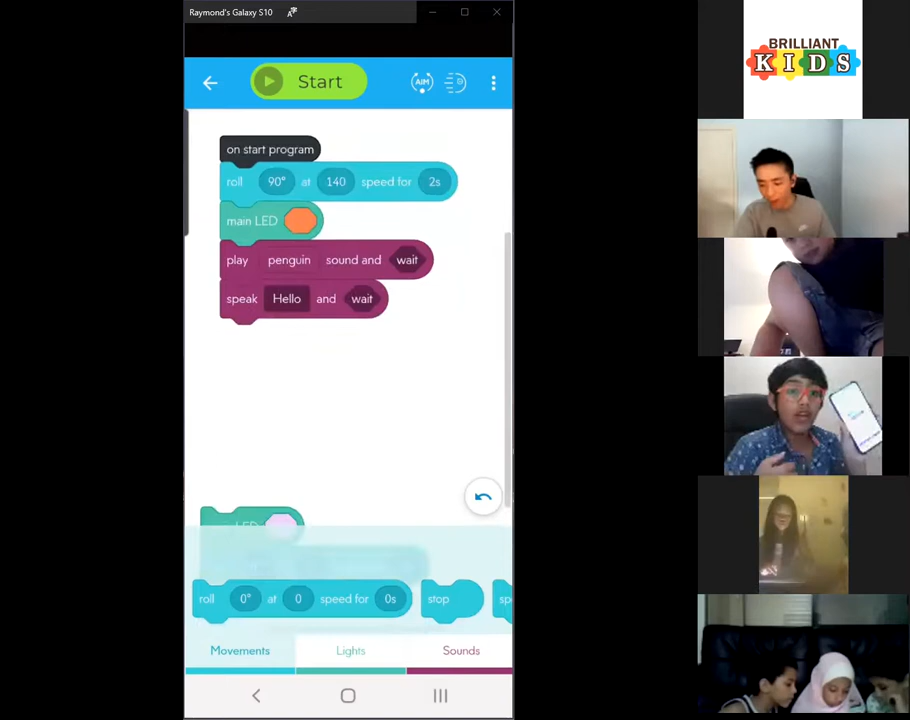 Raymond's Galaxy S10
Start
AIM
on start program
roll 90° at 140 speed for 2s
main LED
play penguin sound and wait
speak Hello and wait
LED
roll 0° at 0 speed for 0s
stop
Movements
Lights
Sounds
BRILLIANT
KIDS